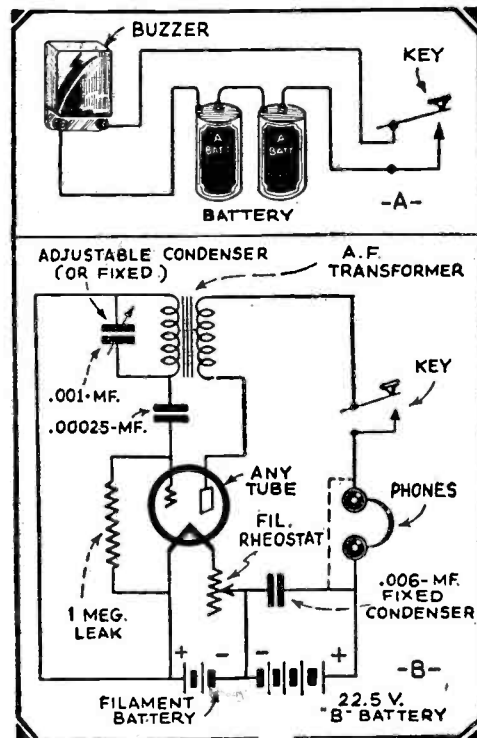 BUZZER
KEY
A
BATT.
A
BATT
BATTERY
-A-
ADJUSTABLE CONDENSER
(OR FIXED)
A.F.
TRANSFORMER
.001-MF.
.00025-MF.
KEY
ANY
TUBE
FIL.
RHEOSTAT
PHONES
1 MEG.
LEAK
.006-MF.
FIXED
CONDENSER
+ - - +
FILAMENT
BATTERY
22.5 V.
"B" BATTERY
-B-